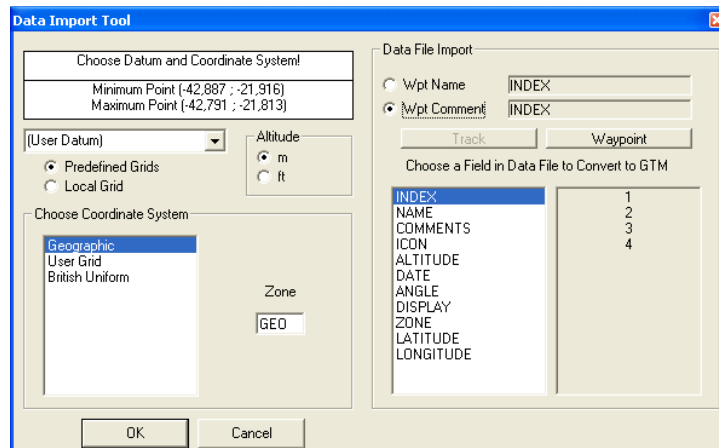 Data Import Tool
Choose Datum and Coordinate System!
Minimum Point (-42,887 ; -21,916)
Maximum Point (-42,791 ; -21,813)
(User Datum)
Predefined Grids
Local Grid
Altitude
m
ft
Choose Coordinate System
Geographic
User Grid
British Uniform
Zone
GEO
OK
Cancel
Data File Import
Wpt Name
INDEX
Wpt Comment
INDEX
Track
Waypoint
Choose a Field in Data File to Convert to GTM
INDEX
NAME
COMMENTS
ICON
ALTITUDE
DATE
ANGLE
DISPLAY
ZONE
LATITUDE
LONGITUDE
1
2
3
4